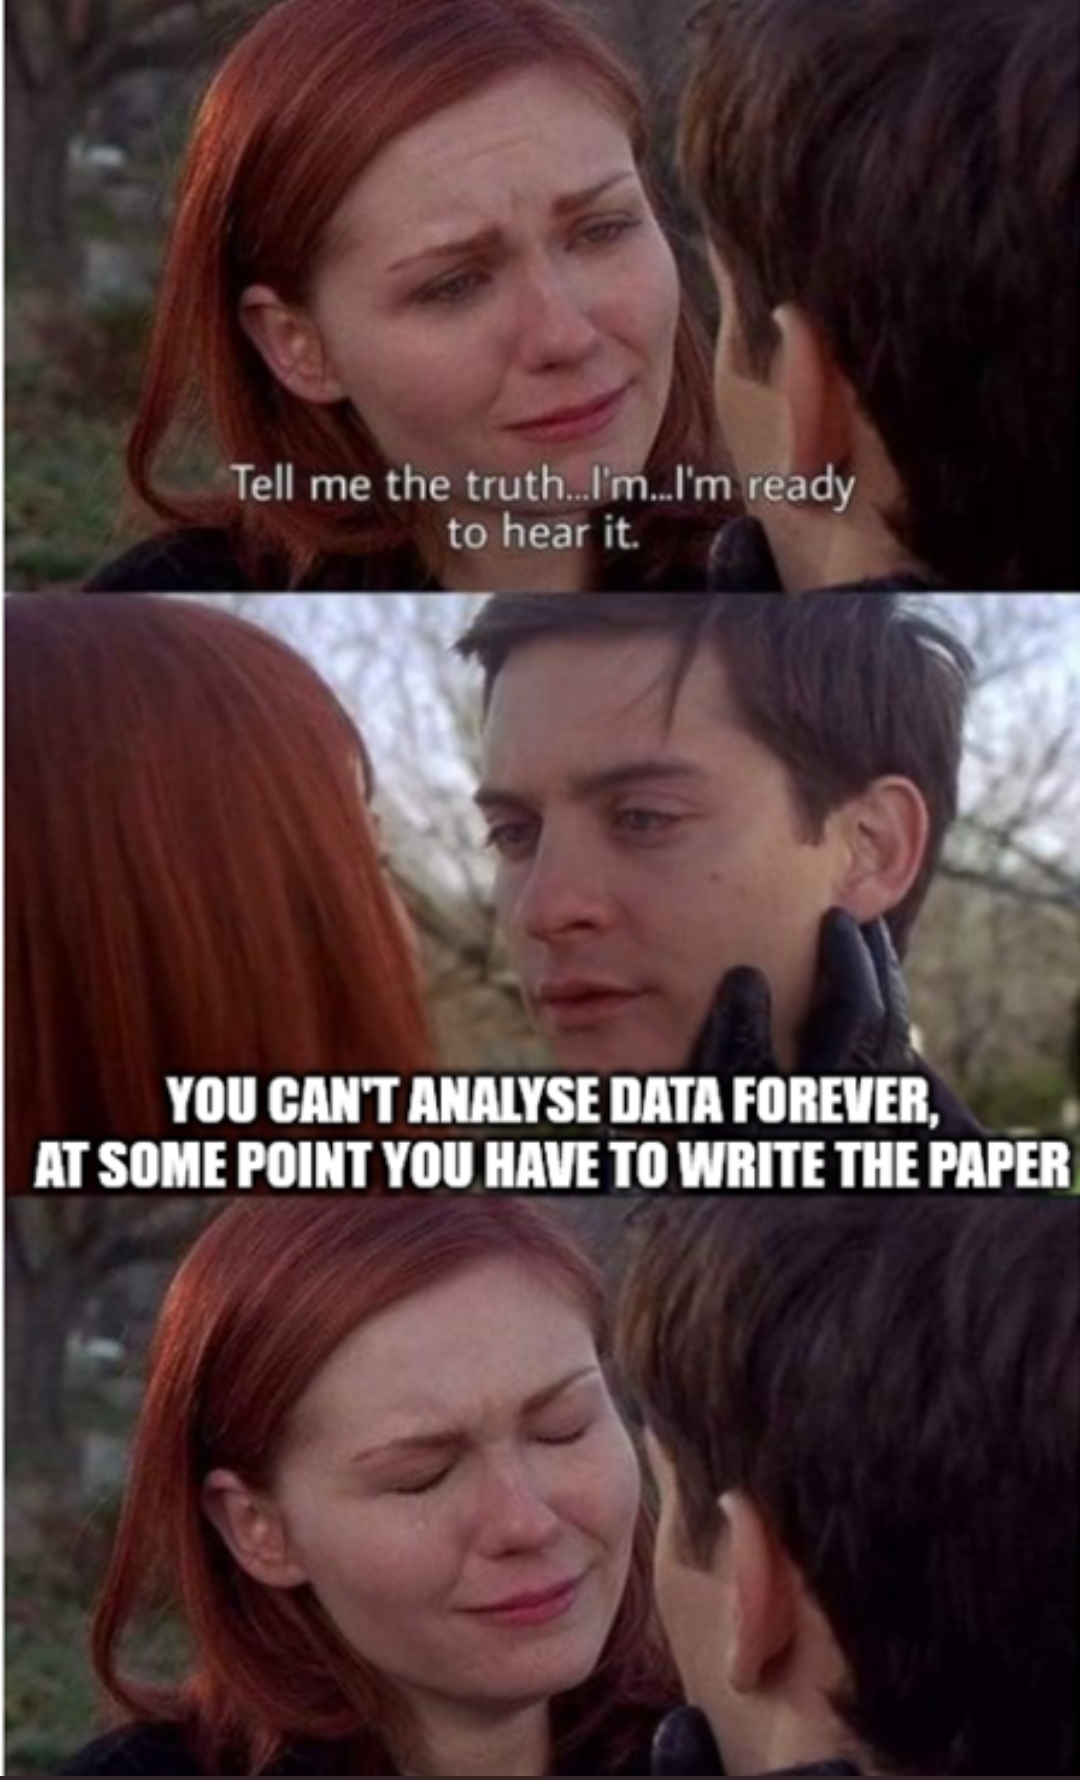 Tell me the truth...I'm...I'm ready
to hear it.
YOU CAN'T ANALYSE DATA FOREVER,
AT SOME POINT YOU HAVE TO WRITE THE PAPER